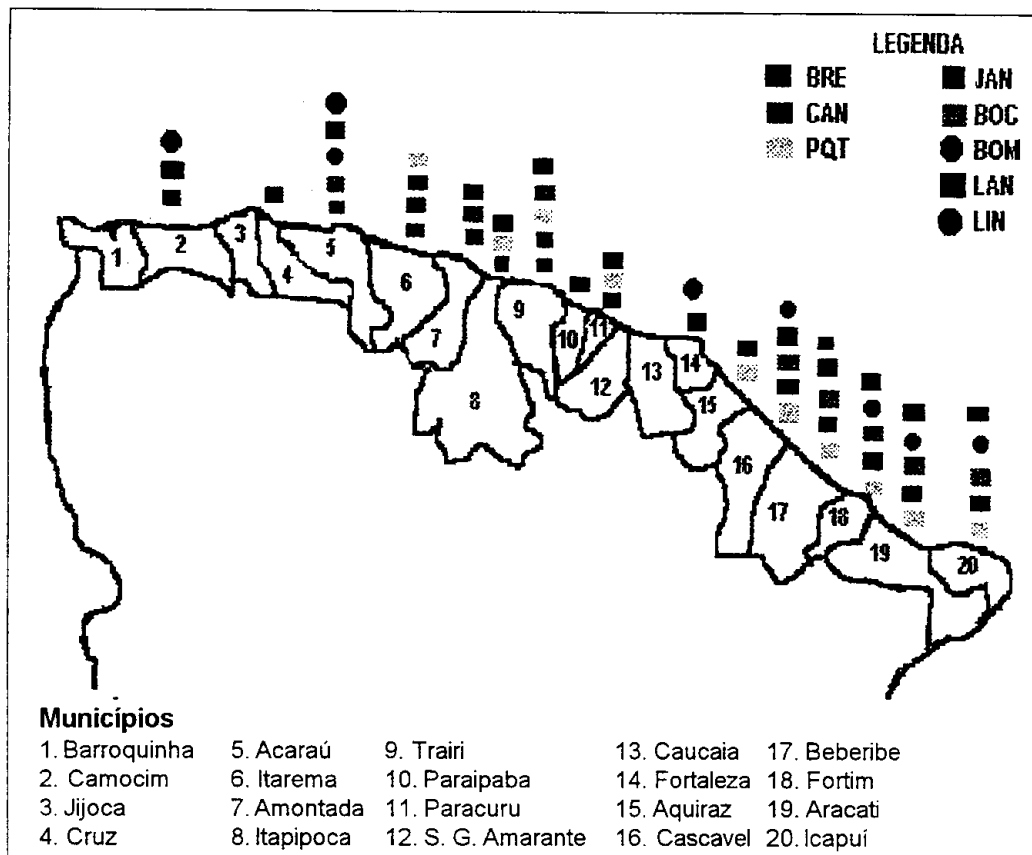 LEGENDA
BRE JAN
CAN BOC
PQT BOM
LAN
LIN
1 2 3 4 5 6 7 8 9 10 11 12 13 14 15 16 17 18 19 20
Municípios
1. Barroquinha 5. Acaraú 9. Trairi 13. Caucaia 17. Beberibe
2. Camocim 6. Itarema 10. Paraipaba 14. Fortaleza 18. Fortim
3. Jijoca 7. Amontada 11. Paracuru 15. Aquiraz 19. Aracati
4. Cruz 8. Itapipoca 12. S. G. Amarante 16. Cascavel 20. Icapuí